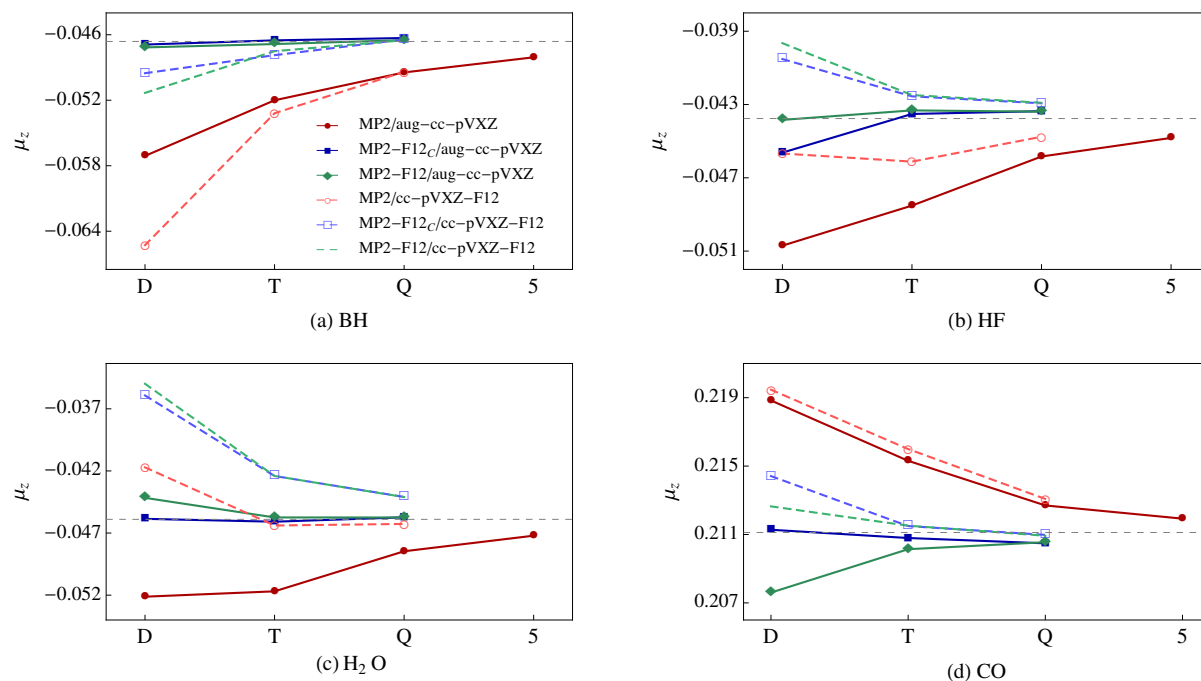 −0.046
−0.052
−0.058
−0.064
μz
MP2/aug−cc−pVXZ
MP2−F12C/aug−cc−pVXZ
MP2−F12/aug−cc−pVXZ
MP2/cc−pVXZ−F12
MP2−F12C/cc−pVXZ−F12
MP2−F12/cc−pVXZ−F12
D T Q 5
(a) BH
−0.039
−0.043
−0.047
−0.051
μz
D T Q 5
(b) HF
−0.037
−0.042
−0.047
−0.052
μz
D T Q 5
(c) H2 O
0.219
0.215
0.211
0.207
μz
D T Q 5
(d) CO